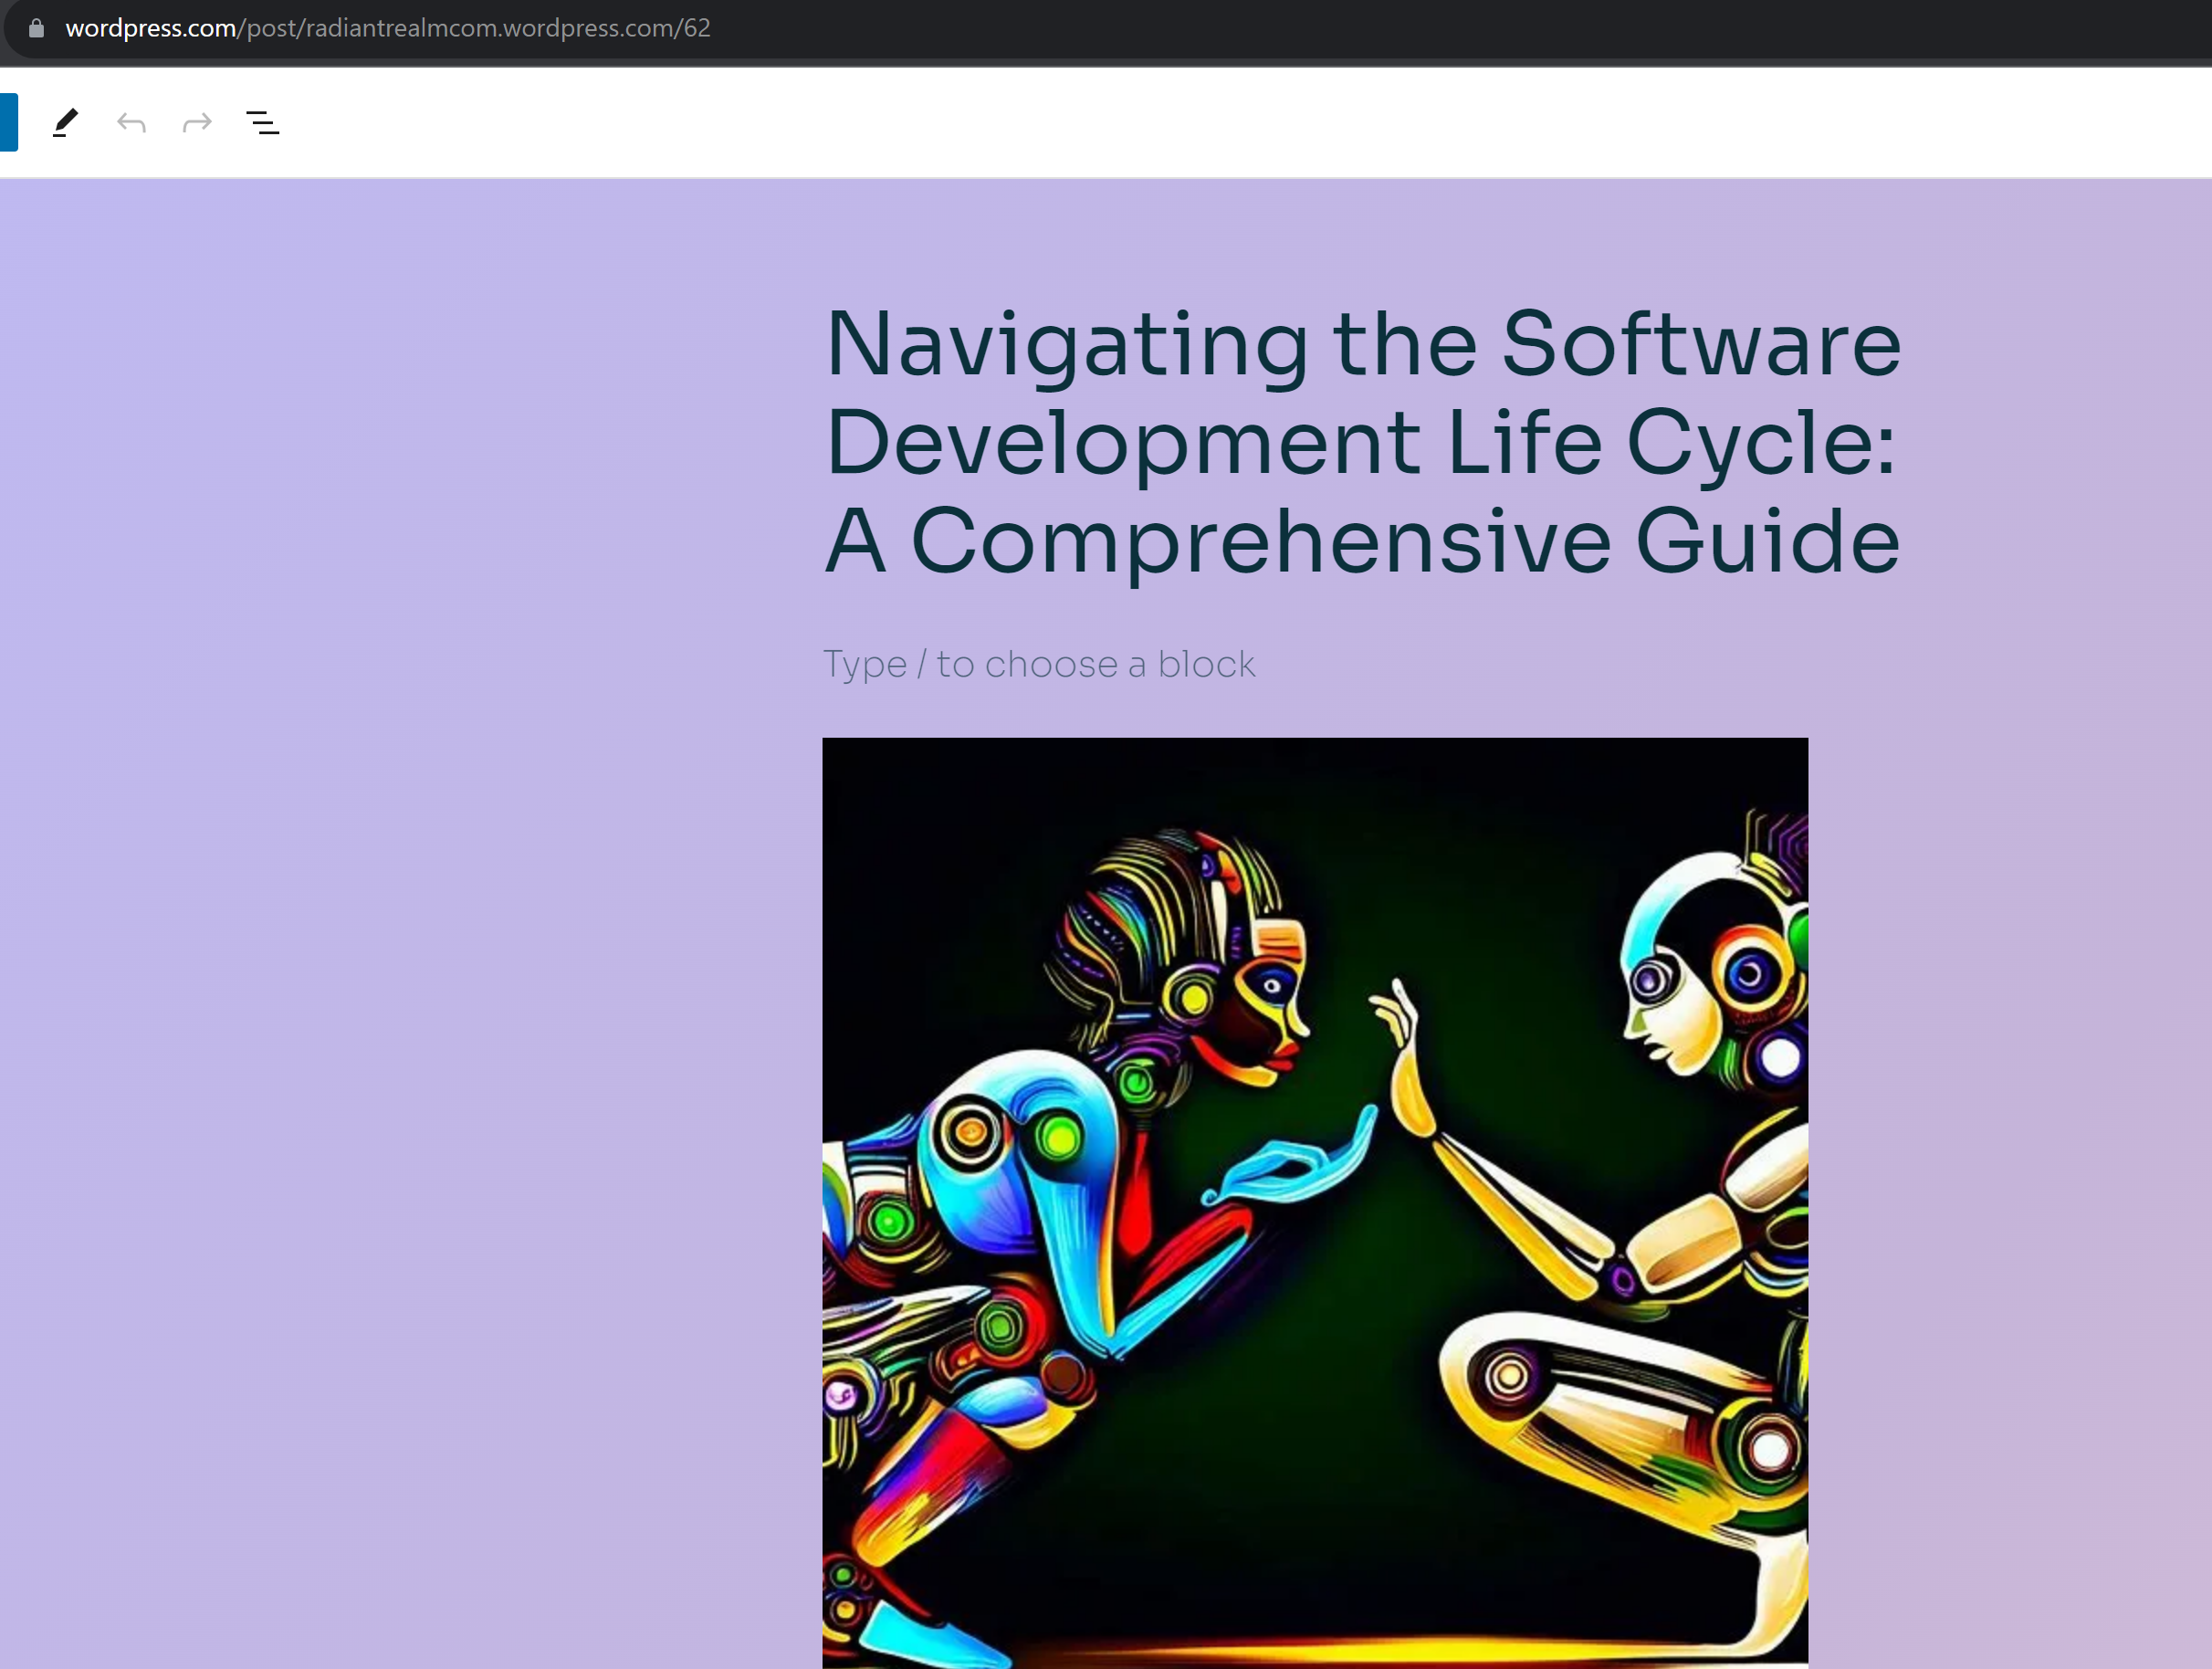 wordpress.com/post/radiantrealmcom.wordpress.com/62
Navigating the Software
Development Life Cycle:
A Comprehensive Guide
Type / to choose a block